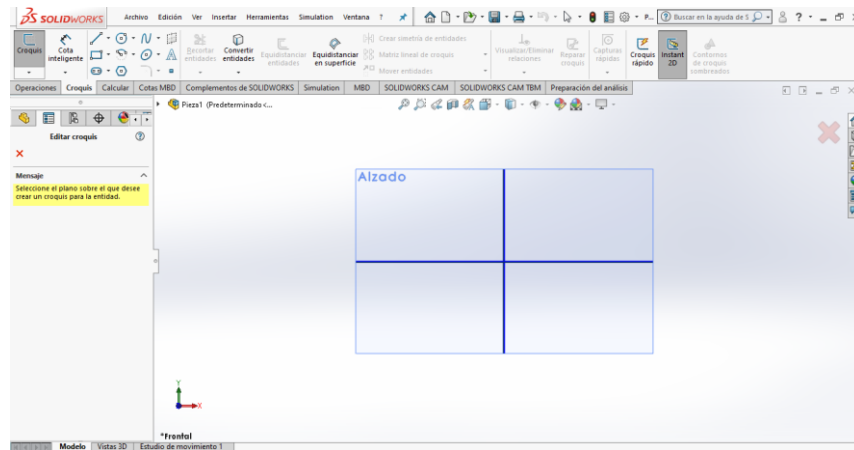 SOLIDWORKS Archivo Edición Ver Insertar Herramientas Simulation Ventana ? P... Buscar en la ayuda de S
Croquis
Cota inteligente
Recortar entidades
Convertir entidades
Equidistanciar entidades
Equidistanciar en superficie
Crear simetría de entidades
Matriz lineal de croquis
Mover entidades
Visualizar/Eliminar relaciones
Reparar croquis
Capturas rápidas
Croquis rápido
Instant 2D
Contornos de croquis sombreados
Operaciones Croquis Calcular Cotas MBD Complementos de SOLIDWORKS Simulation MBD SOLIDWORKS CAM SOLIDWORKS CAM TBM Preparación del análisis
Pieza1 (Predeterminado<...
Editar croquis
Mensaje
Seleccione el plano sobre el que desee
crear un croquis para la entidad.
Alzado
Y
X
*Frontal
Modelo Vistas 3D Estudio de movimiento 1